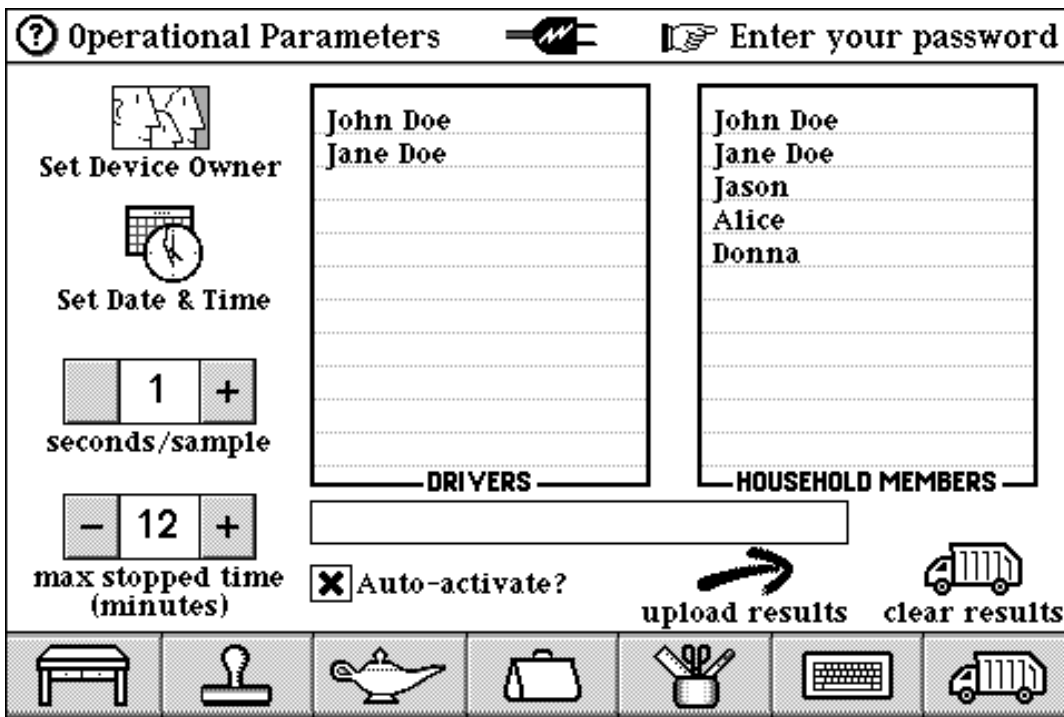 Operational Parameters
Enter your password
Set Device Owner
Set Date & Time
1 +
seconds/sample
- 12 +
max stopped time
(minutes)
John Doe
Jane Doe
DRIVERS
John Doe
Jane Doe
Jason
Alice
Donna
HOUSEHOLD MEMBERS
Auto-activate?
upload results
clear results